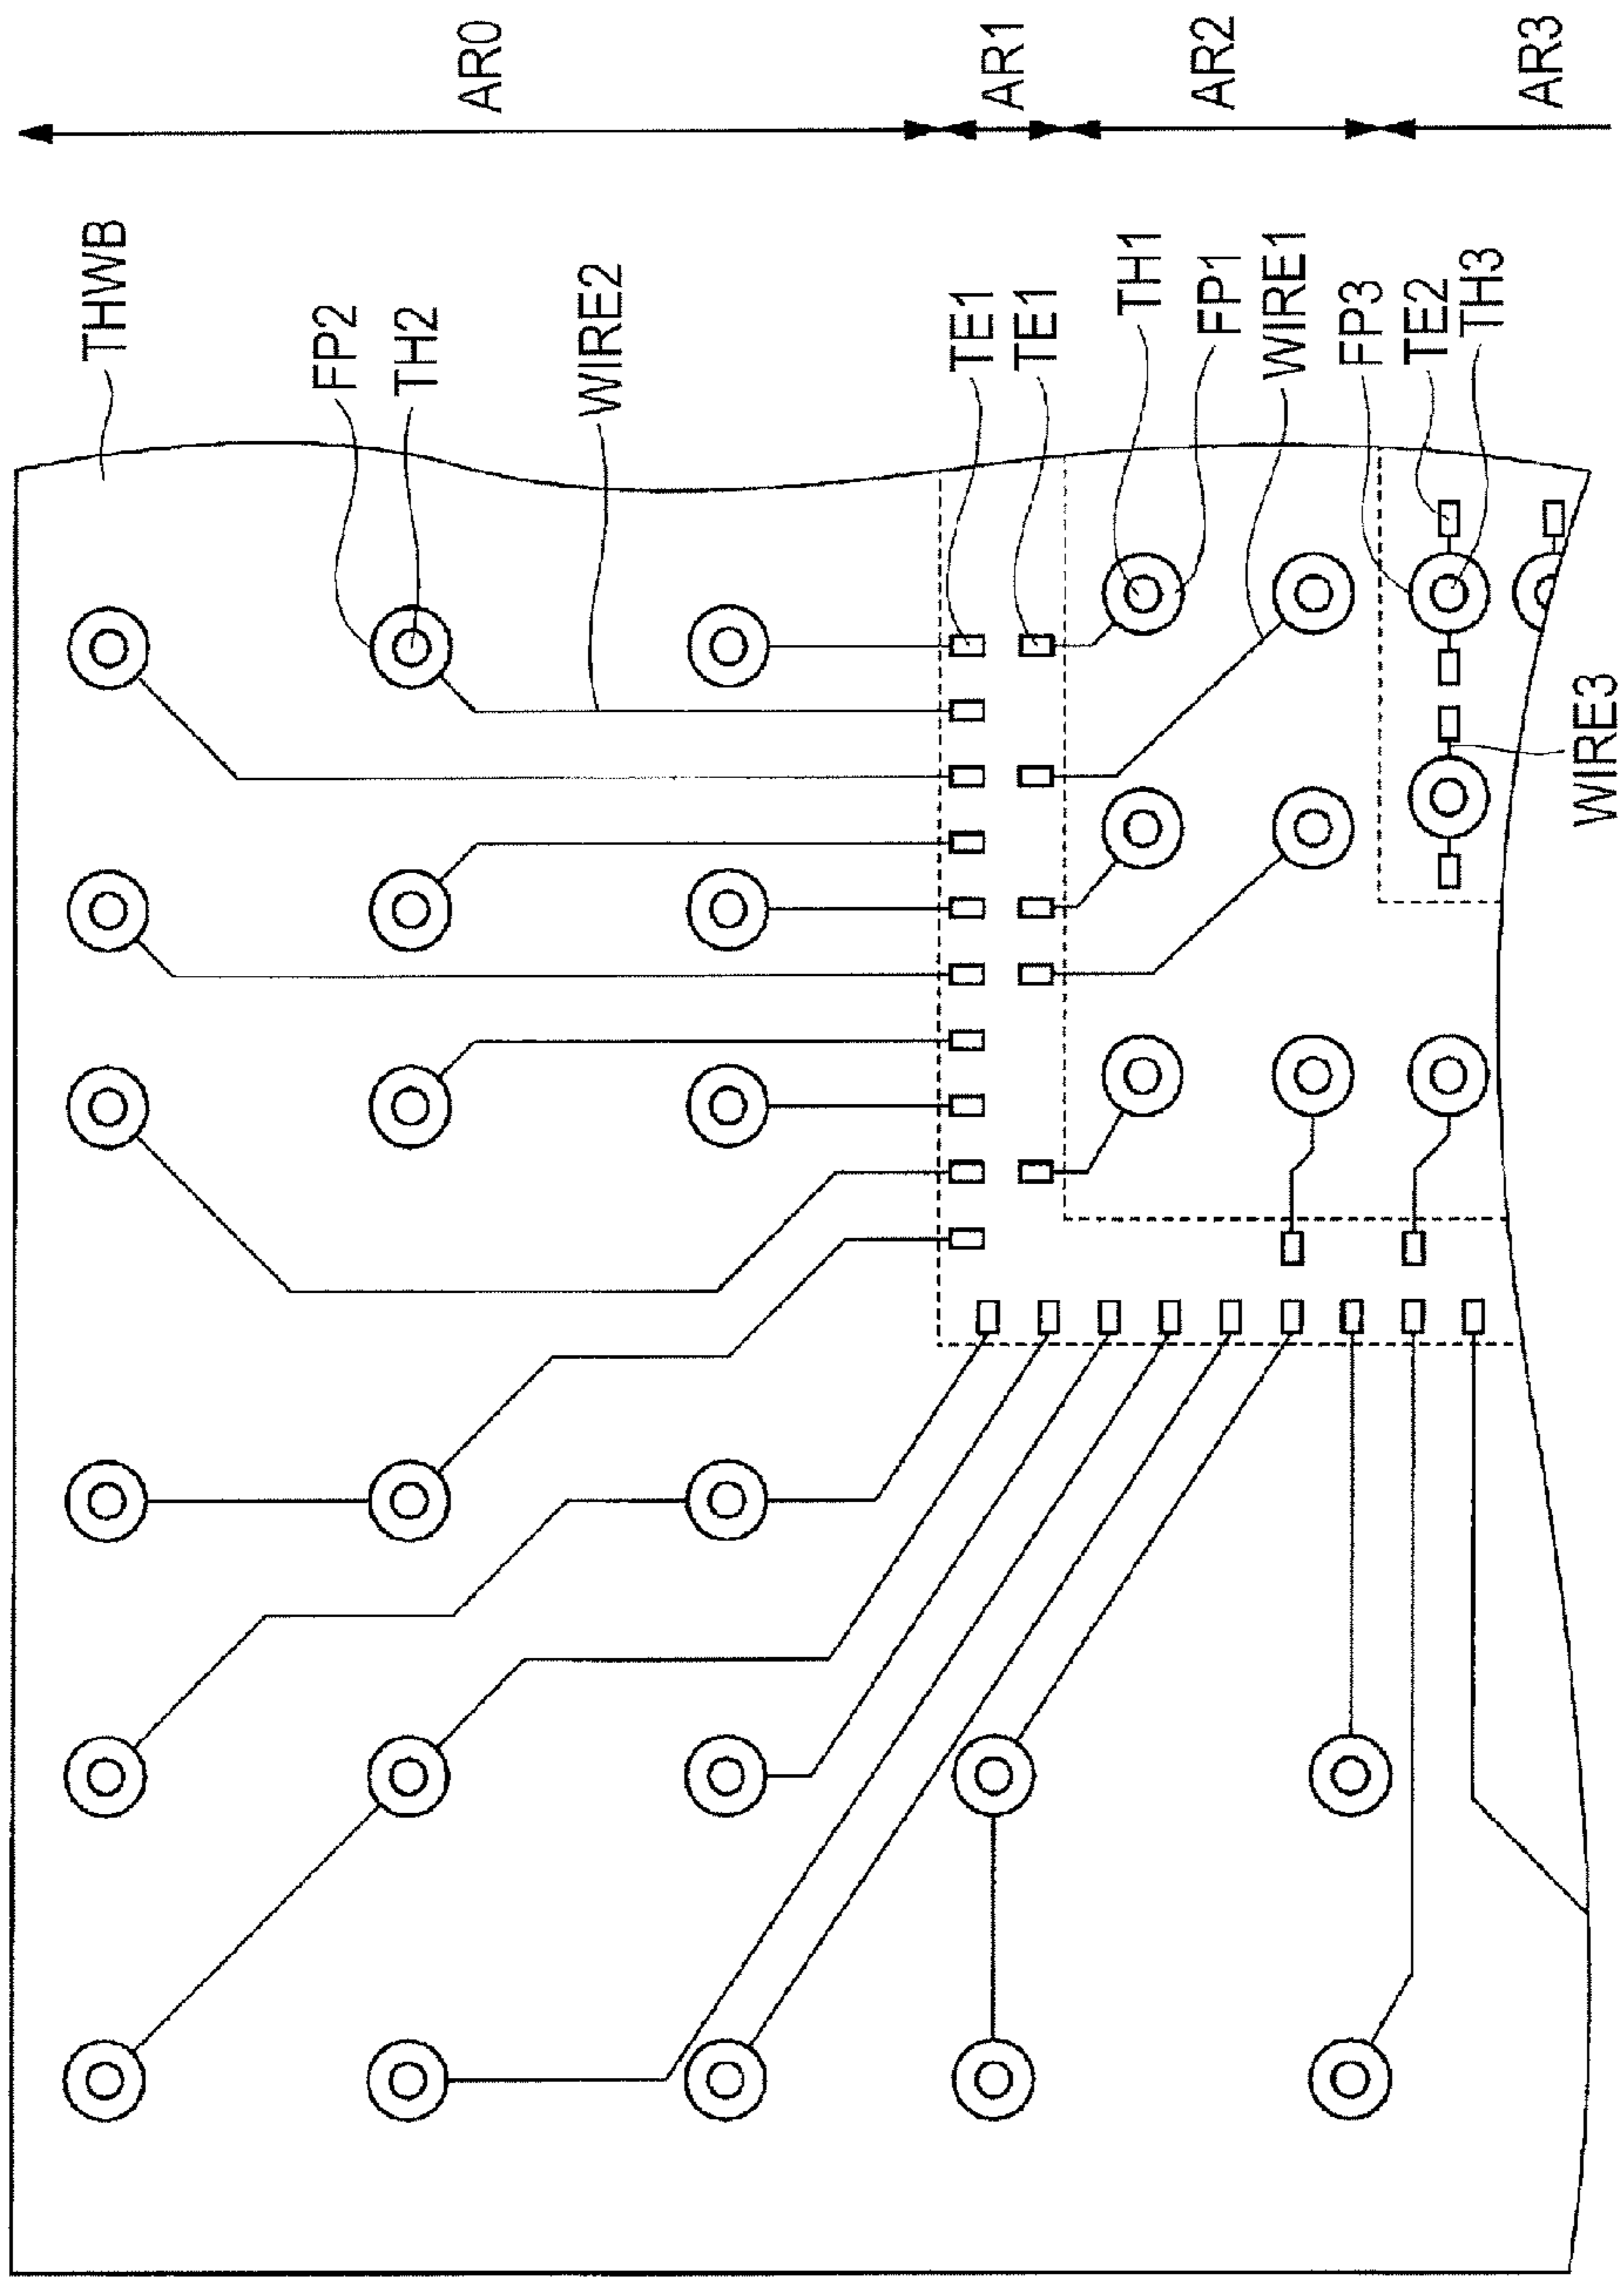 AR0
AR1
AR2
AR3
THWB
FP2
TH2
WIRE2
TE1
TE1
TH1
FP1
WIRE1
FP3
TE2
TH3
WIRE3